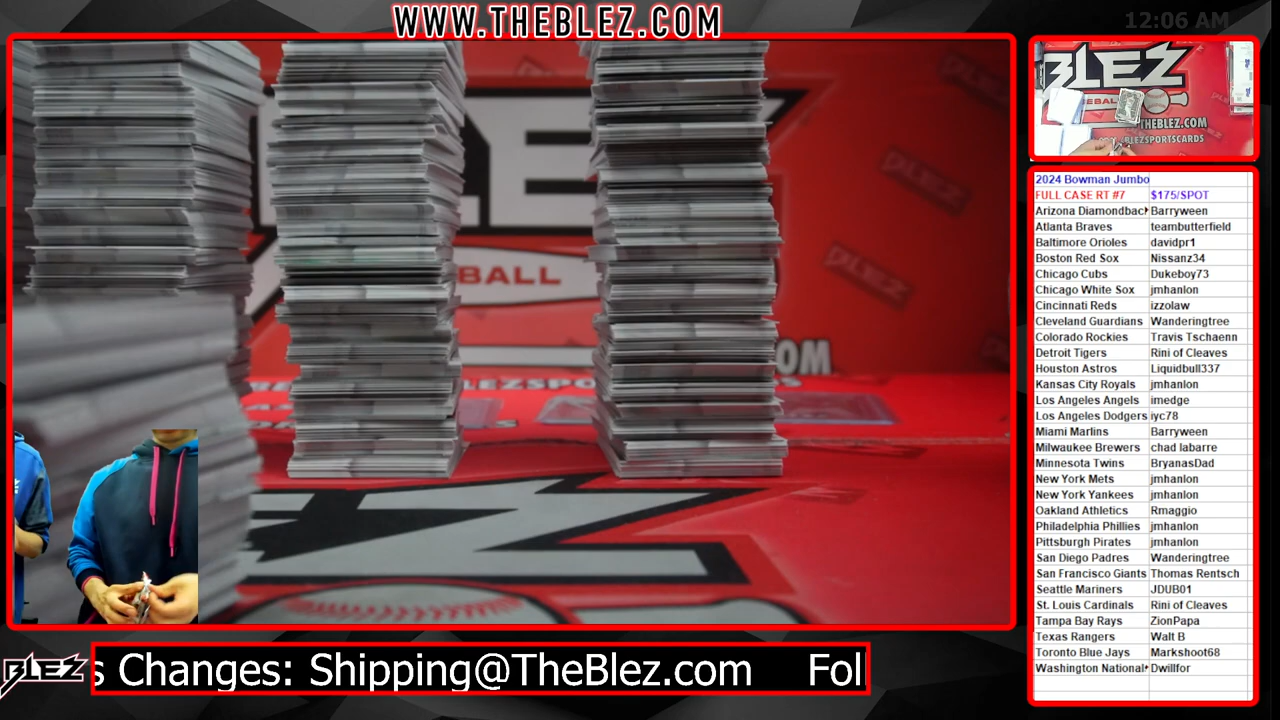 WWW.THEBLEZ.COM
12:06 AM
BLEZ
BALL
THEBLEZ.COM
BLEZSPORTSCARDS
2024 Bowman Jumbo
FULL CASE RT #7 $175/SPOT
Arizona Diamondbac Barryween
Atlanta Braves teambutterfield
Baltimore Orioles davidpr1
Boston Red Sox Nissanz34
Chicago Cubs Dukeboy73
Chicago White Sox jmhanlon
Cincinnati Reds izzolaw
Cleveland Guardians Wanderingtree
Colorado Rockies Travis Tschaenn
Detroit Tigers Rini of Cleaves
Houston Astros Liquidbull337
Kansas City Royals jmhanlon
Los Angeles Angels imedge
Los Angeles Dodgers iyc78
Miami Marlins Barryween
Milwaukee Brewers chad labarre
Minnesota Twins BryanasDad
New York Mets jmhanlon
New York Yankees jmhanlon
Oakland Athletics Rmaggio
Philadelphia Phillies jmhanlon
Pittsburgh Pirates jmhanlon
San Diego Padres Wanderingtree
San Francisco Giants Thomas Rentsch
Seattle Mariners JDUB01
St. Louis Cardinals Rini of Cleaves
Tampa Bay Rays ZionPapa
Texas Rangers Walt B
Toronto Blue Jays Markshoot68
Washington National Dwillfor
BLEZ
s Changes: Shipping@TheBlez.com Fol